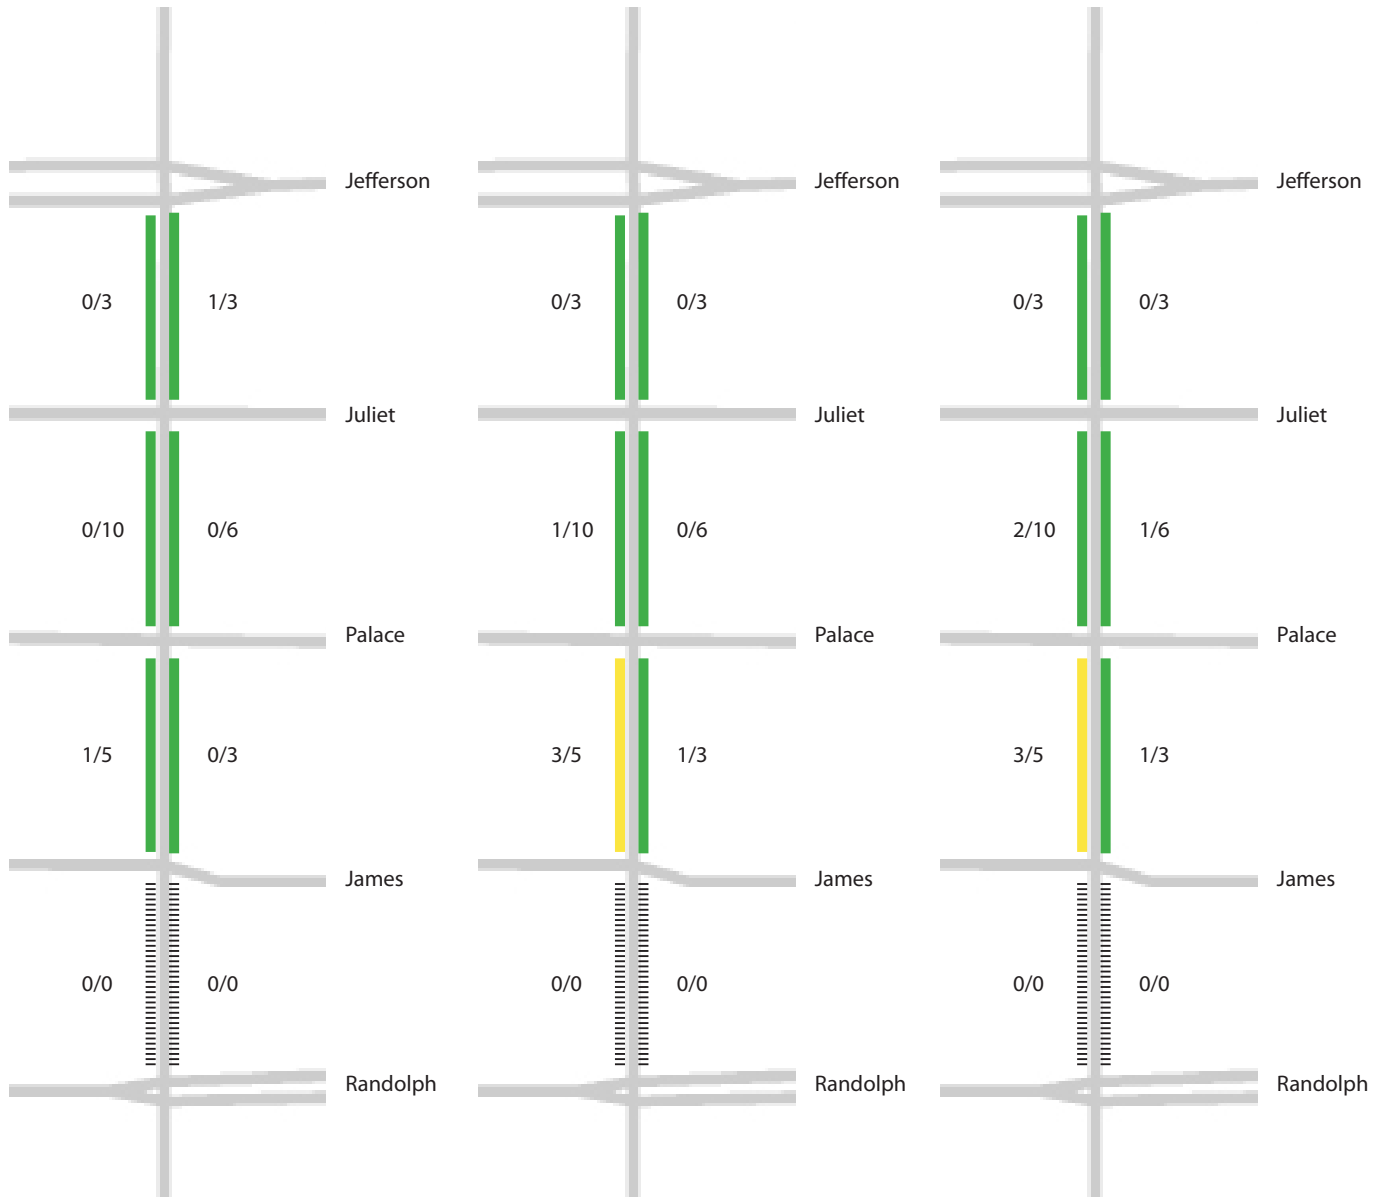 Jefferson Jefferson Jefferson
0/3 1/3 0/3 0/3 0/3 0/3
Juliet Juliet Juliet
0/10 0/6 1/10 0/6 2/10 1/6
Palace Palace Palace
1/5 0/3 3/5 1/3 3/5 1/3
James James James
0/0 0/0 0/0 0/0 0/0 0/0
Randolph Randolph Randolph